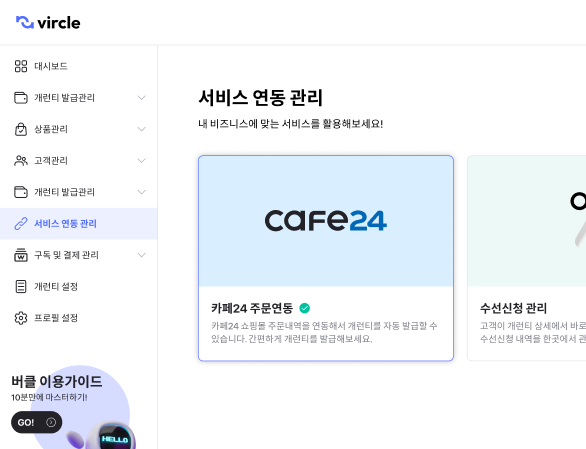 vircle
대시보드
개런티 발급관리
상품관리
고객관리
개런티 발급관리
서비스 연동 관리
구독 및 결제 관리
개런티 설정
프로필 설정
버클 이용가이드
10분만에 마스터하기!
GO!
HELLO
서비스 연동 관리
내 비즈니스에 맞는 서비스를 활용해보세요!
cafe24
카페24 주문연동
카페24 쇼핑몰 주문내역을 연동해서 개런티를 자동 발급할 수
있습니다. 간편하게 개런티를 발급해보세요.
수선신청 관리
고객이 개런티 상세에서 바로
수선신청 내역을 한곳에서